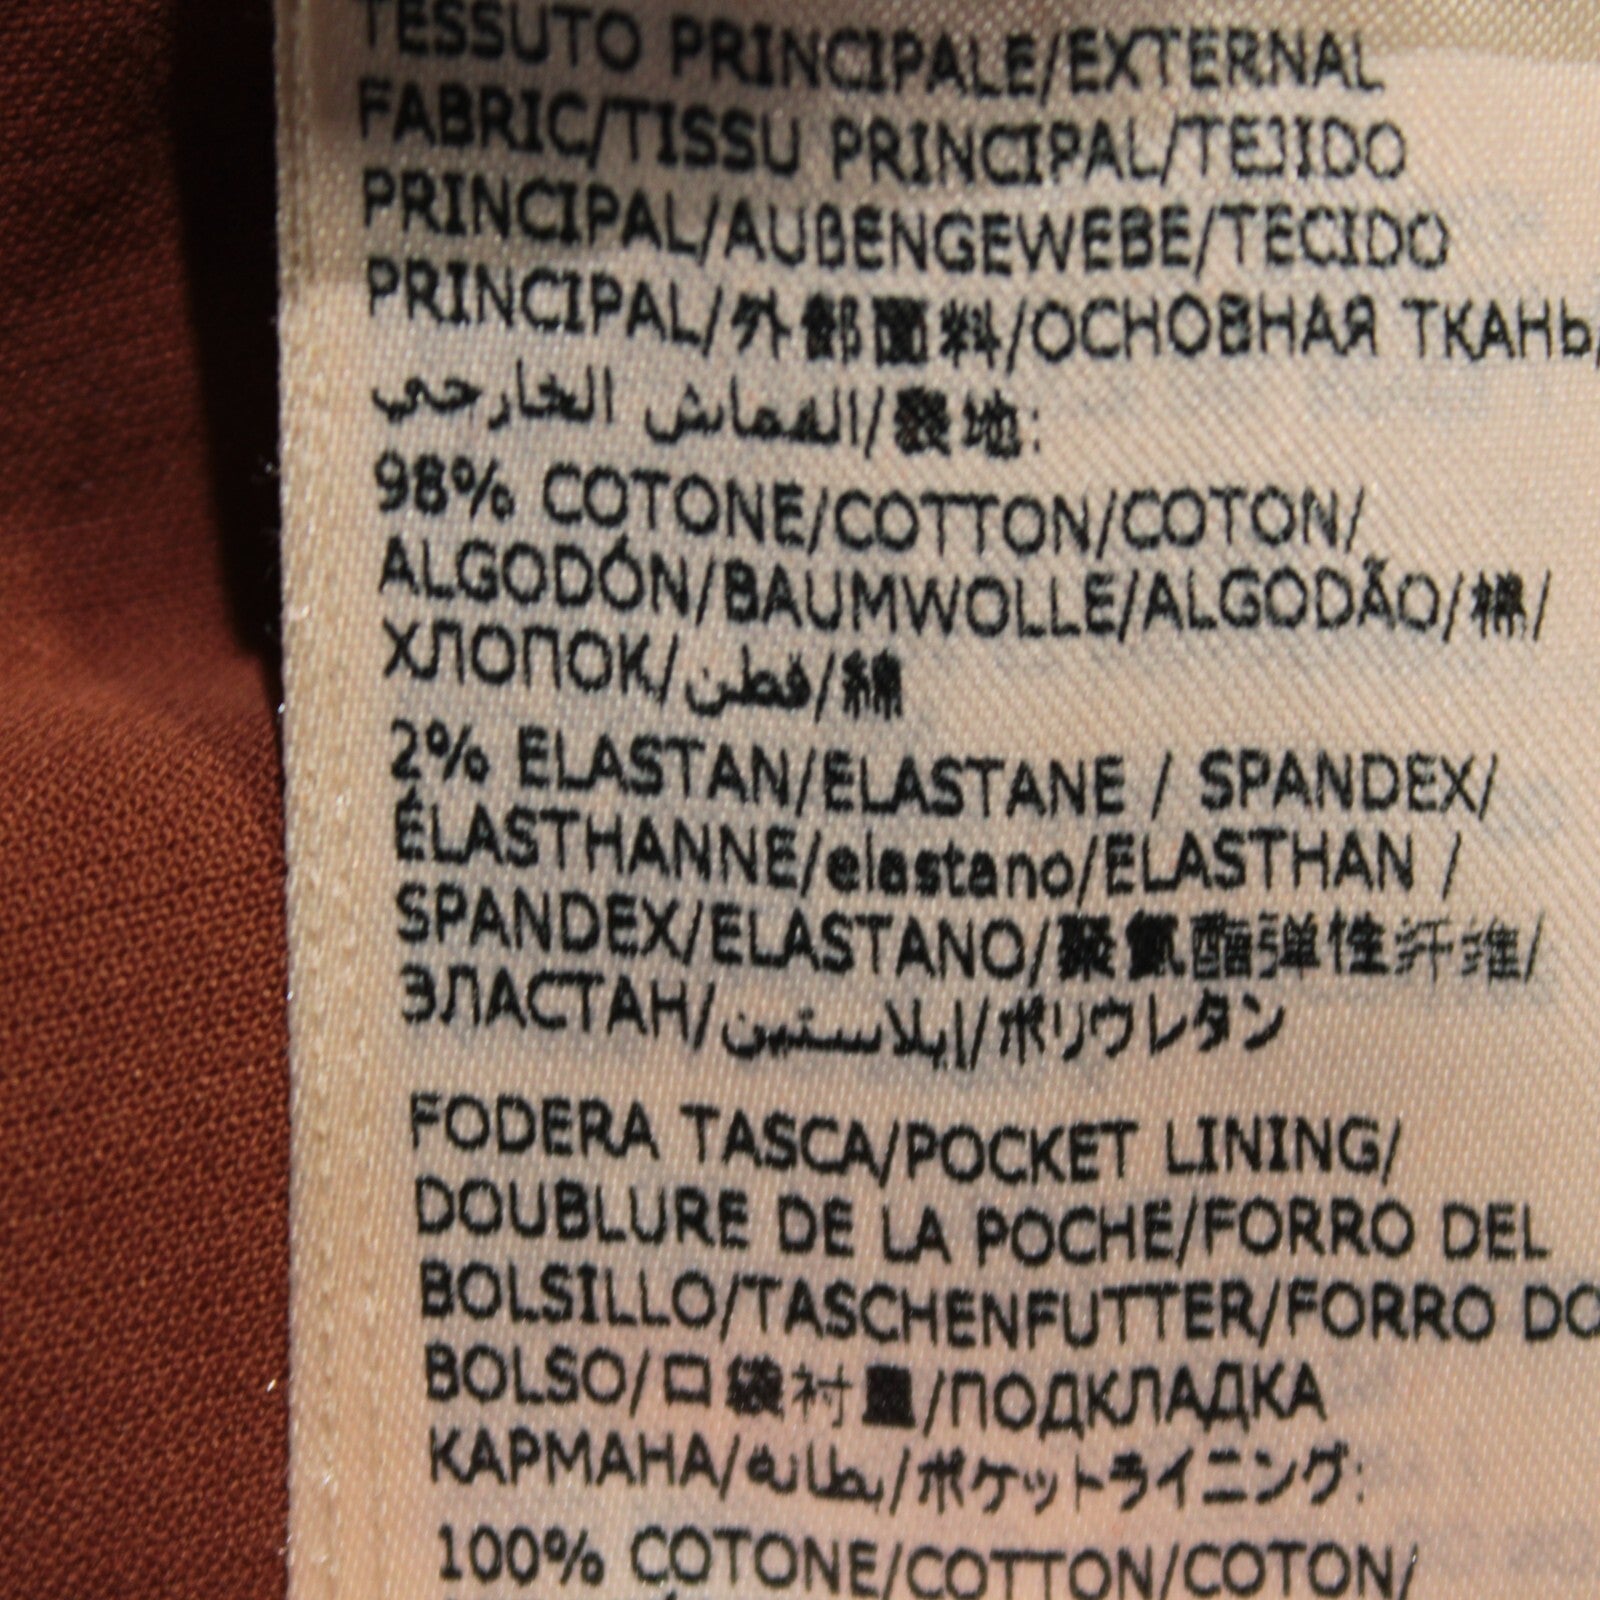 TESSUTO PRINCIPALE/EXTERNAL
FABRIC/TISSU PRINCIPAL/TEJIDO
PRINCIPAL/AUßENGEWEBE/TECIDO
PRINCIPAL/外部面料/ОСНОВНАЯ ТКАНЬ/
القماش الخارجي/表地:
98% COTONE/COTTON/COTON/
ALGODÓN/BAUMWOLLE/ALGODÃO/棉/
ХЛОПОК/قطن/綿
2% ELASTAN/ELASTANE / SPANDEX/
ÉLASTHANNE/elastano/ELASTHAN /
SPANDEX/ELASTANO/聚氨酯弹性纤维/
ЭЛАСТАН/إيلاستين/ポリウレタン
FODERA TASCA/POCKET LINING/
DOUBLURE DE LA POCHE/FORRO DEL
BOLSILLO/TASCHENFUTTER/FORRO DO
BOLSO/口袋衬里/ПОДКЛАДКА
КАРМАНА/بطانة/ポケットライニング:
100% COTONE/COTTON/COTON/